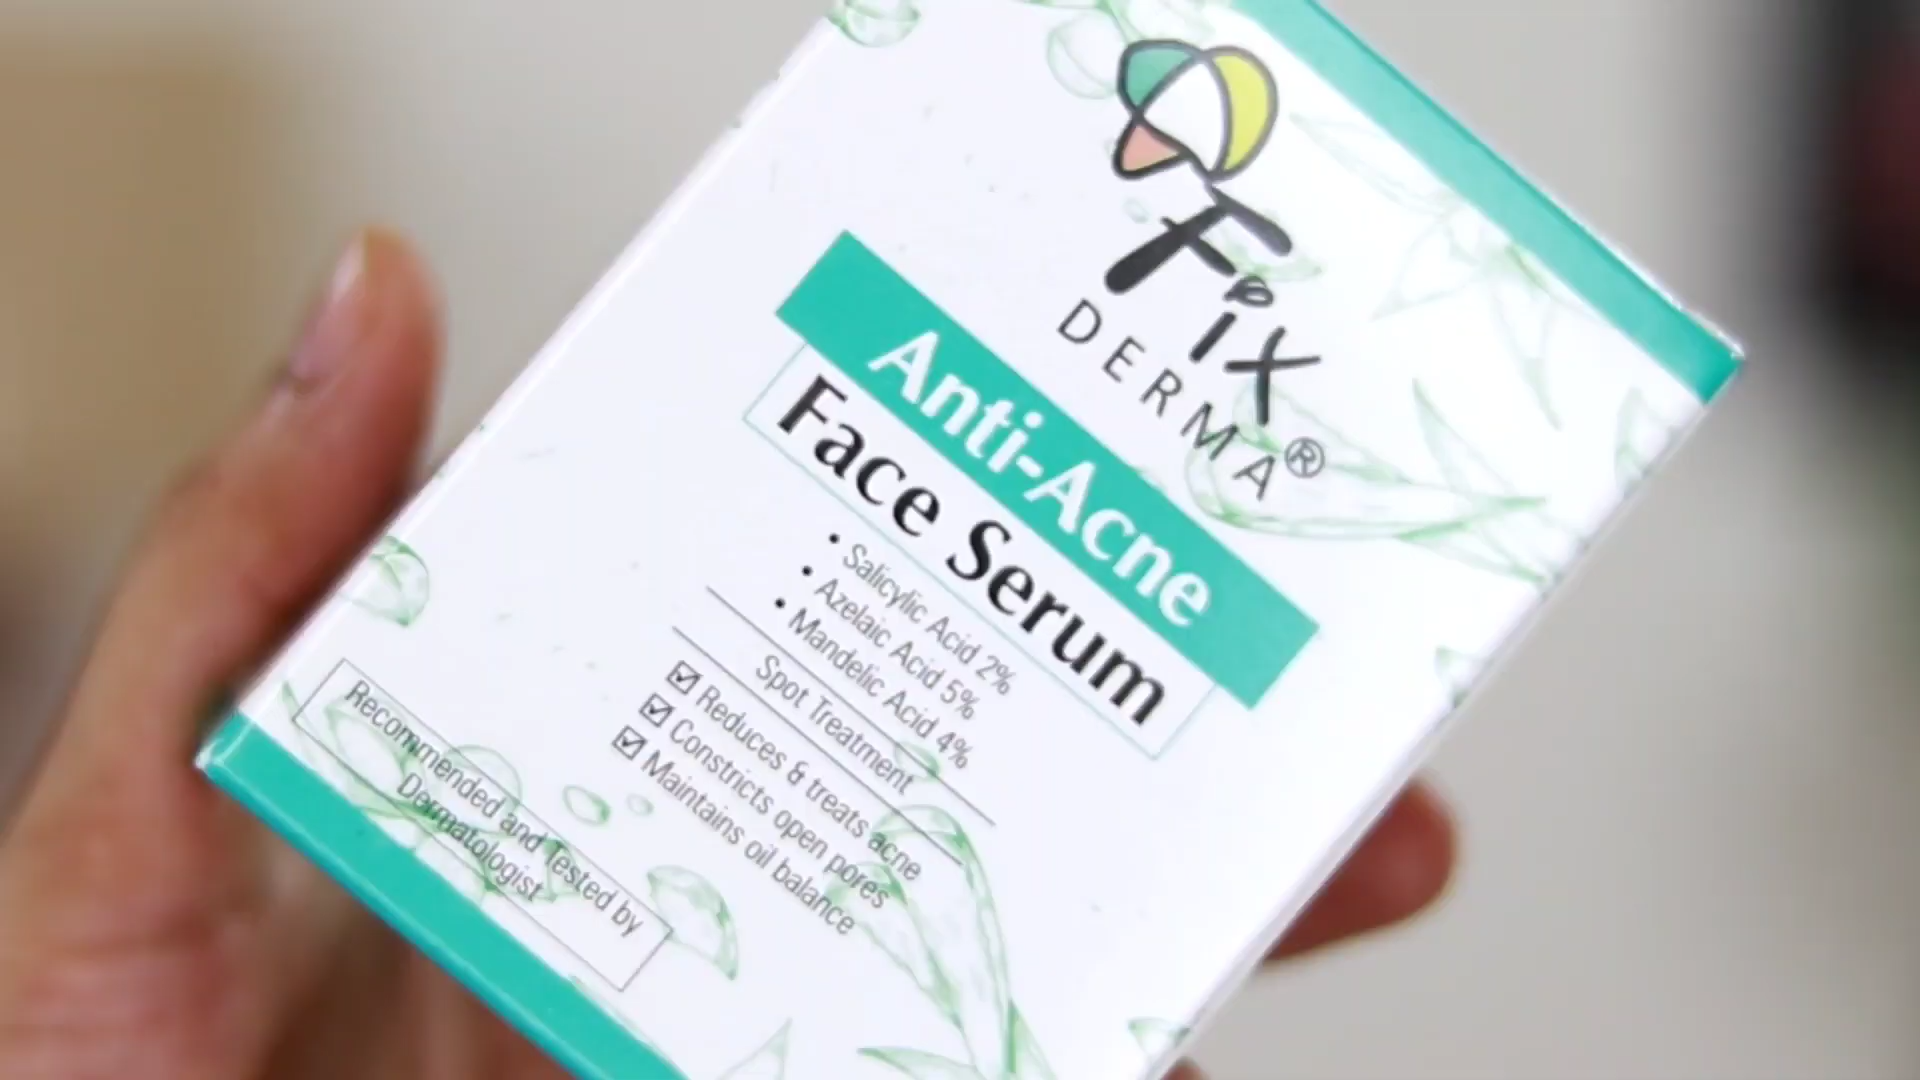 Fix
DERMA®
Anti-Acne
Face Serum
• Salicylic Acid 2%
• Azelaic Acid 5%
• Mandelic Acid 4%
Spot Treatment
☑ Reduces & treats acne
☑ Constricts open pores
☑ Maintains oil balance
Recommended and Tested by
Dermatologist